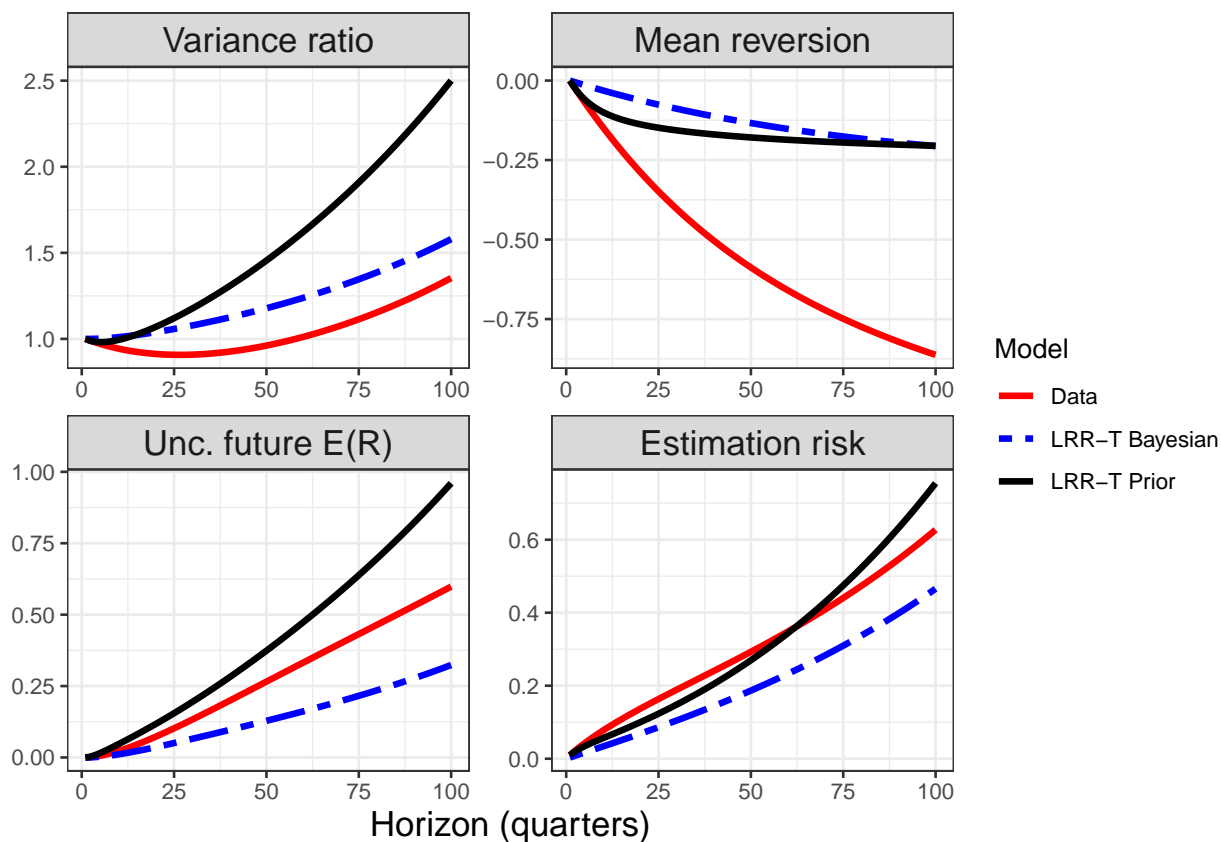 Variance ratio
Mean reversion
2.5
2.0
1.5
1.0
0 25 50 75 100
0.00
−0.25
−0.50
−0.75
0 25 50 75 100
Unc. future E(R)
Estimation risk
1.00
0.75
0.50
0.25
0.00
0 25 50 75 100
0.6
0.4
0.2
0.0
0 25 50 75 100
Horizon (quarters)
Model
Data
LRR−T Bayesian
LRR−T Prior